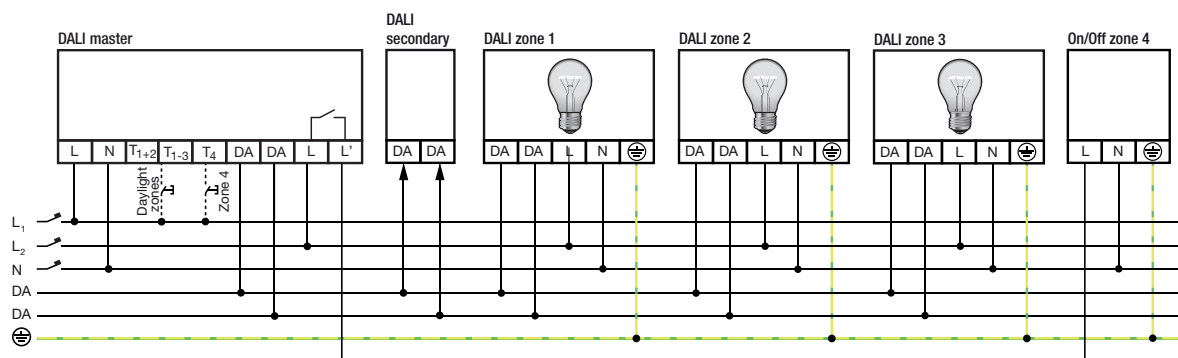 DALI master
DALI
secondary
DALI zone 1
DALI zone 2
DALI zone 3
On/Off zone 4
L N T1+2 T1-3 T4 DA DA L L'
DA DA
DA DA L N
DA DA L N
DA DA L N
L N
Daylight
zones
Zone 4
L1
L2
N
DA
DA